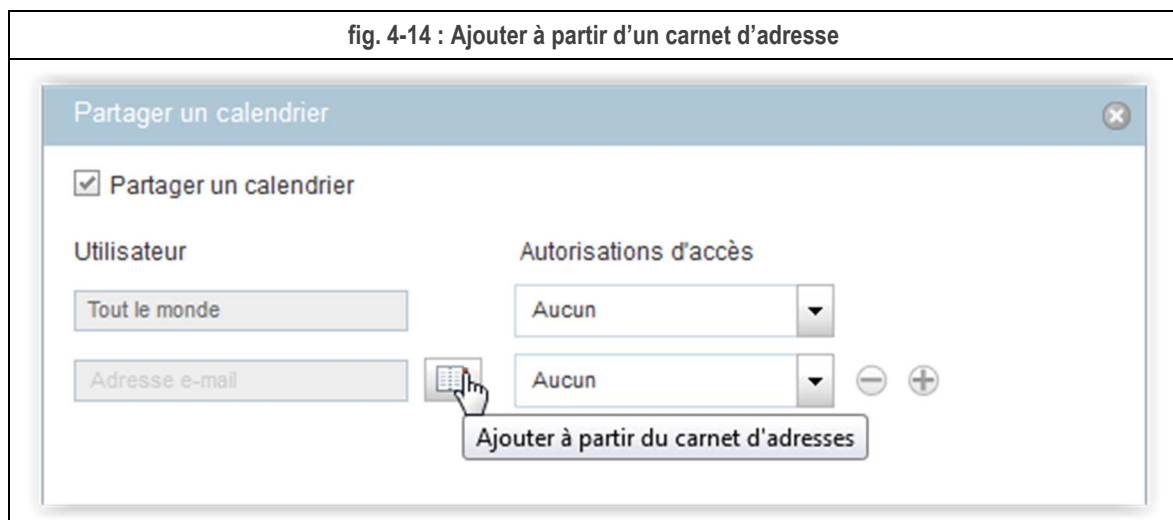 fig. 4-14 : Ajouter à partir d’un carnet d’adresse
Partager un calendrier
Partager un calendrier
Utilisateur Autorisations d'accès
Tout le monde Aucun
Adresse e-mail Aucun
Ajouter à partir du carnet d'adresses